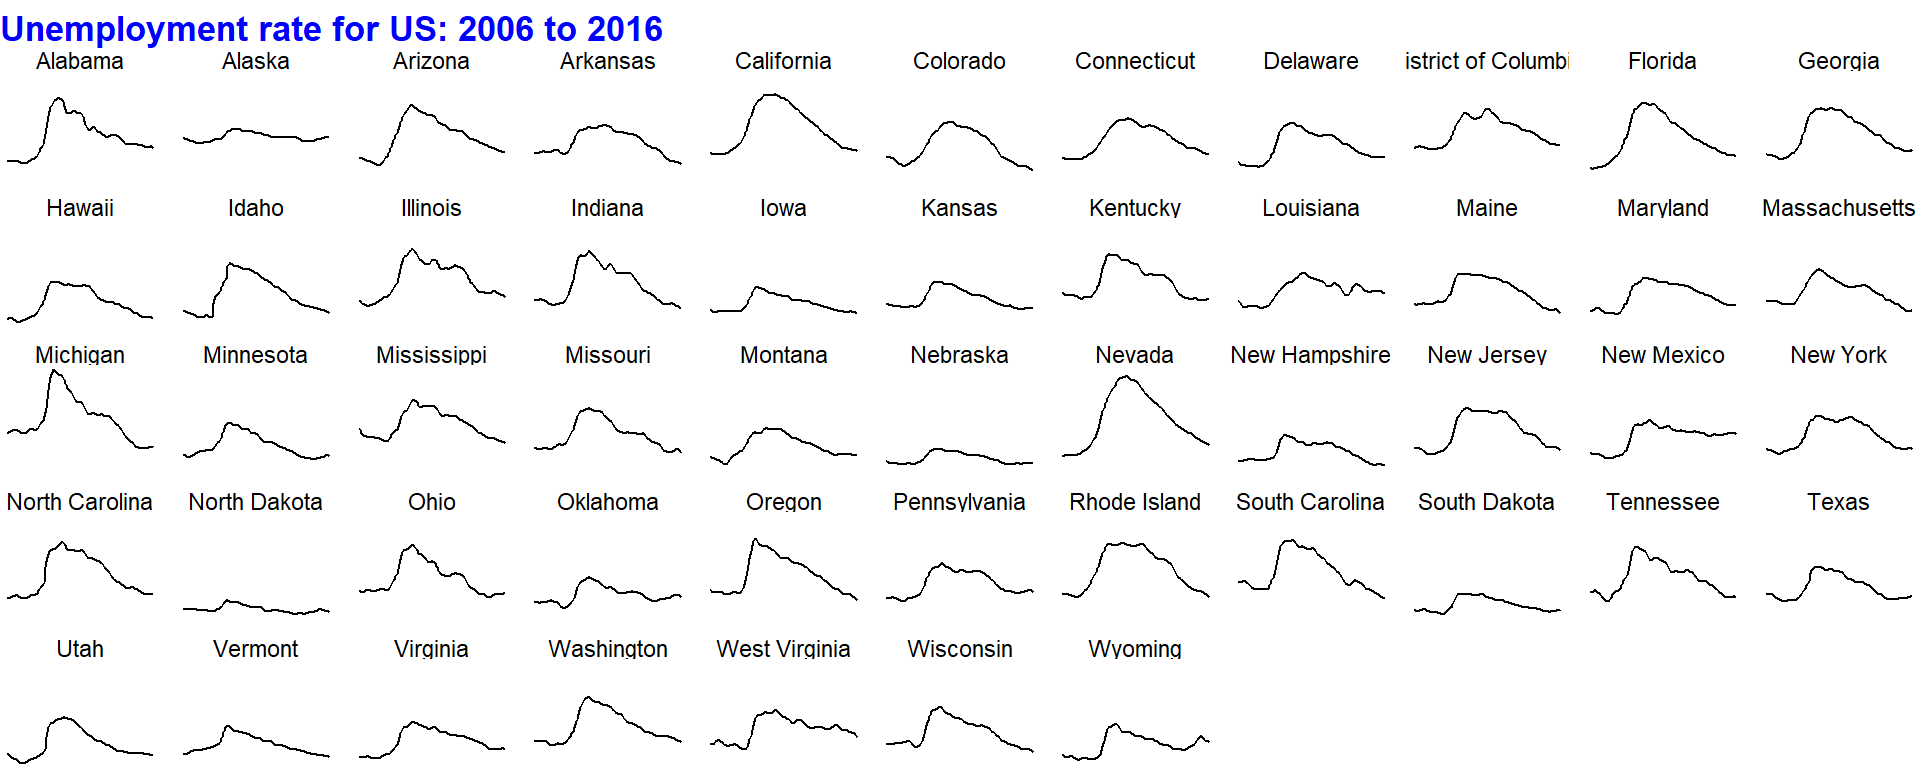 Unemployment rate for US: 2006 to 2016
Alabama Alaska Arizona Arkansas California Colorado Connecticut Delaware istrict of Columbi Florida Georgia
Hawaii Idaho Illinois Indiana Iowa Kansas Kentucky Louisiana Maine Maryland Massachusetts
Michigan Minnesota Mississippi Missouri Montana Nebraska Nevada New Hampshire New Jersey New Mexico New York
North Carolina North Dakota Ohio Oklahoma Oregon Pennsylvania Rhode Island South Carolina South Dakota Tennessee Texas
Utah Vermont Virginia Washington West Virginia Wisconsin Wyoming